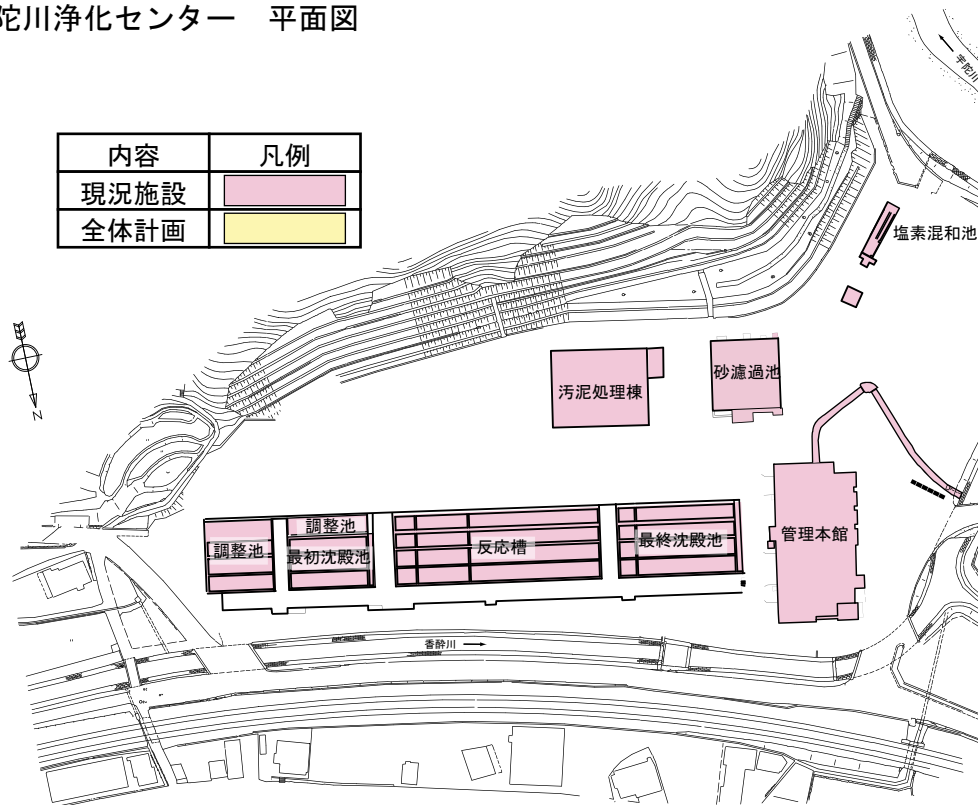 陀川浄化センター　平面図
宇陀川
内容 凡例
現況施設
全体計画
塩素混和池
N
砂濾過池
汚泥処理棟
調整池
調整池
最初沈殿池
反応槽
最終沈殿池
管理本館
香酔川